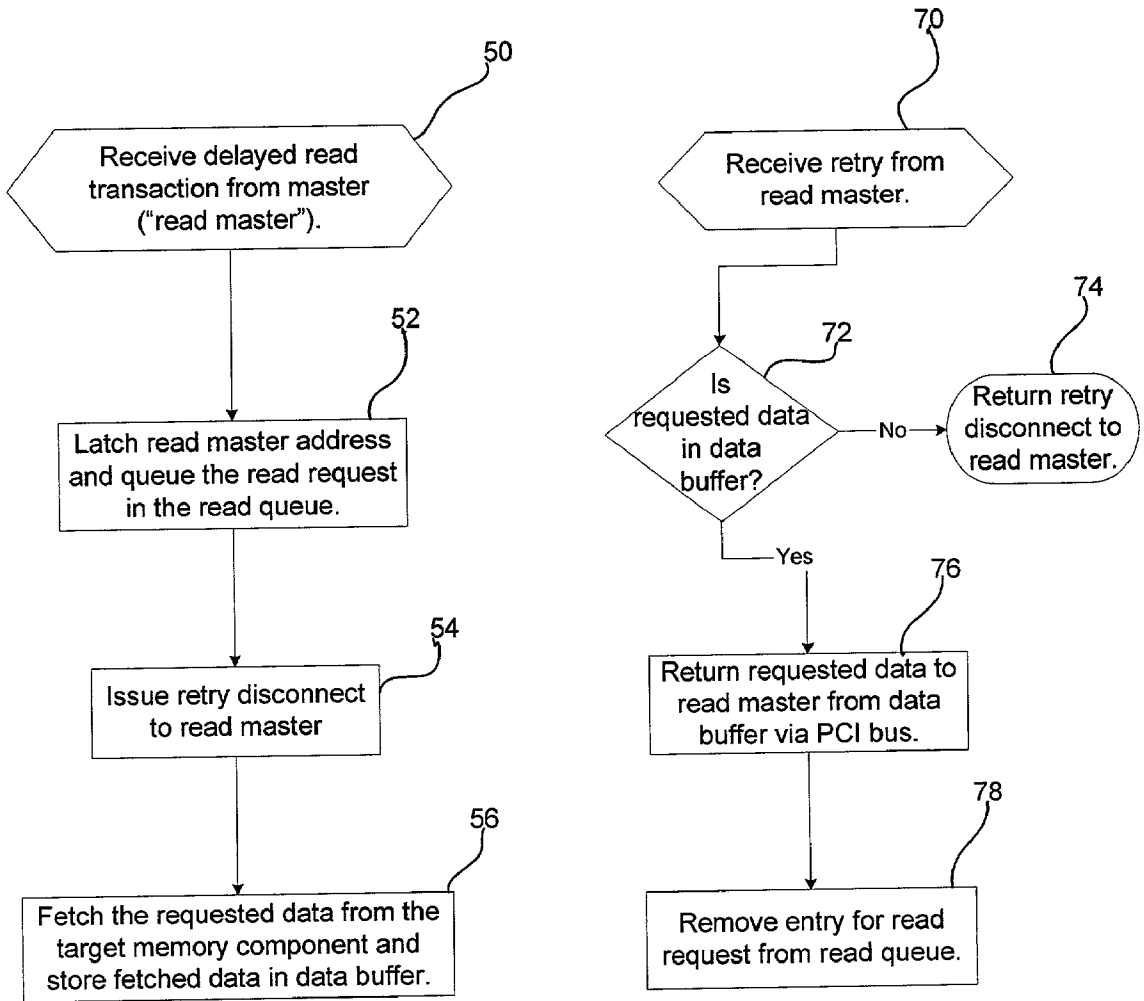 50
Receive delayed read
transaction from master
("read master").
52
Latch read master address
and queue the read request
in the read queue.
54
Issue retry disconnect
to read master
56
Fetch the requested data from the
target memory component and
store fetched data in data buffer.
70
Receive retry from
read master.
72
Is
requested data
in data
buffer?
No
74
Return retry
disconnect to
read master.
Yes
76
Return requested data to
read master from data
buffer via PCI bus.
78
Remove entry for read
request from read queue.